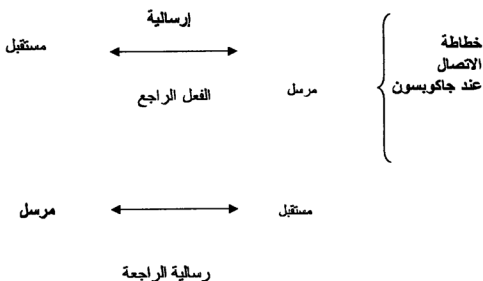 خطاطة
الاتصال
عند جاكوبسون
إرسالية
مرسل
مستقبل
الفعل الراجع
مستقبل
مرسل
رسالية الراجعة